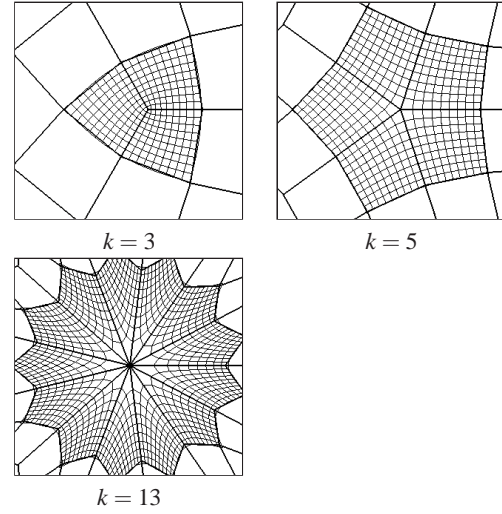 k = 3
k = 5
k = 13